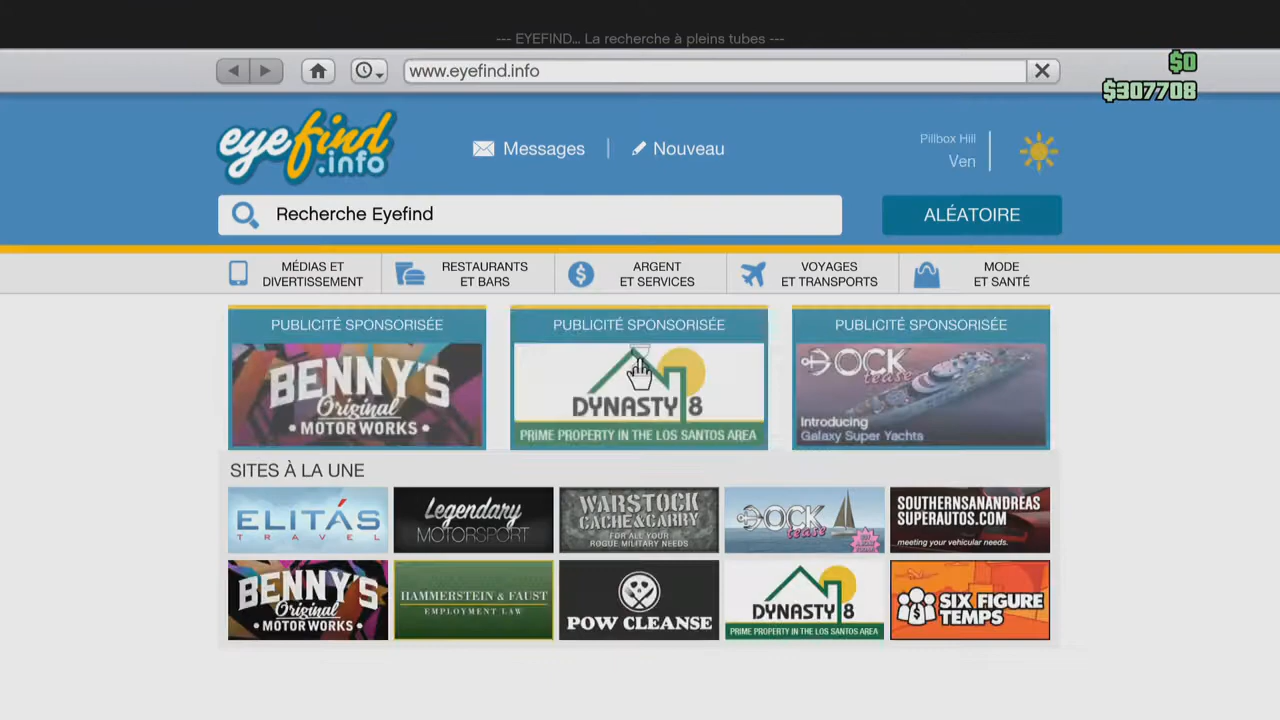 --- EYEFIND... La recherche à pleins tubes ---
www.eyefind.info
$0
$307708
eyefind
.info
Messages
Nouveau
Pillbox Hill
Ven
Recherche Eyefind
ALÉATOIRE
MÉDIAS ET
DIVERTISSEMENT
RESTAURANTS
ET BARS
ARGENT
ET SERVICES
VOYAGES
ET TRANSPORTS
MODE
ET SANTÉ
PUBLICITÉ SPONSORISÉE
BENNY'S
Original
MOTOR WORKS
PUBLICITÉ SPONSORISÉE
DYNASTY 8
PRIME PROPERTY IN THE LOS SANTOS AREA
PUBLICITÉ SPONSORISÉE
DOCK
tease
Introducing
Galaxy Super Yachts
SITES À LA UNE
ELITÁS
TRAVEL
Legendary
MOTORSPORT
WARSTOCK
CACHE&CARRY
FOR ALL YOUR
ROGUE MILITARY NEEDS
DOCK
tease
SOUTHERNSANANDREAS
SUPERAUTOS.COM
meeting your vehicular needs.
BENNY'S
Original
MOTOR WORKS
HAMMERSTEIN & FAUST
EMPLOYMENT LAW
POW CLEANSE
DYNASTY 8
PRIME PROPERTY IN THE LOS SANTOS AREA
SIX FIGURE
TEMPS